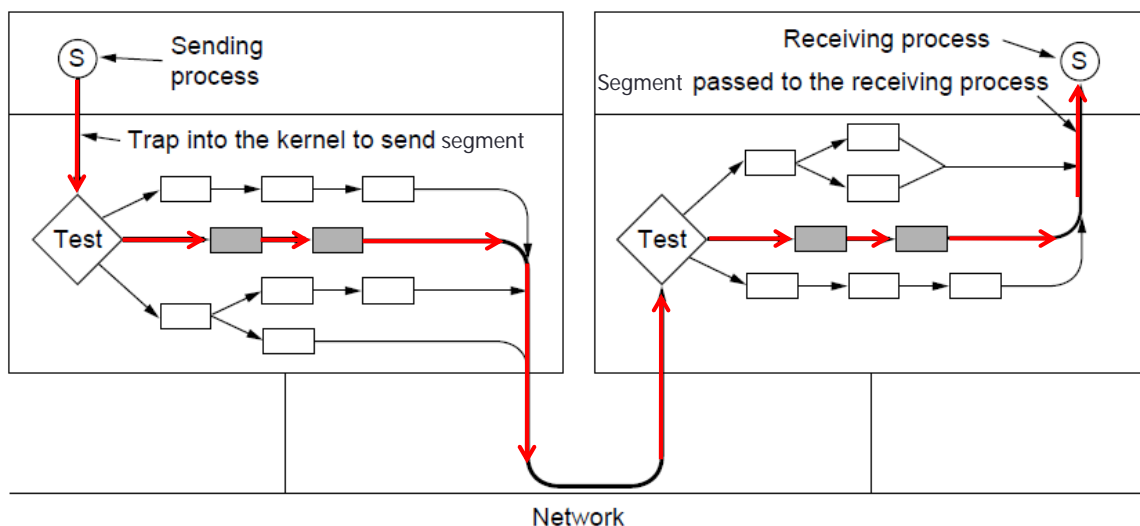 S
Sending
process
Trap into the kernel to send segment
Test
Receiving process
S
Segment passed to the receiving process
Test
Network